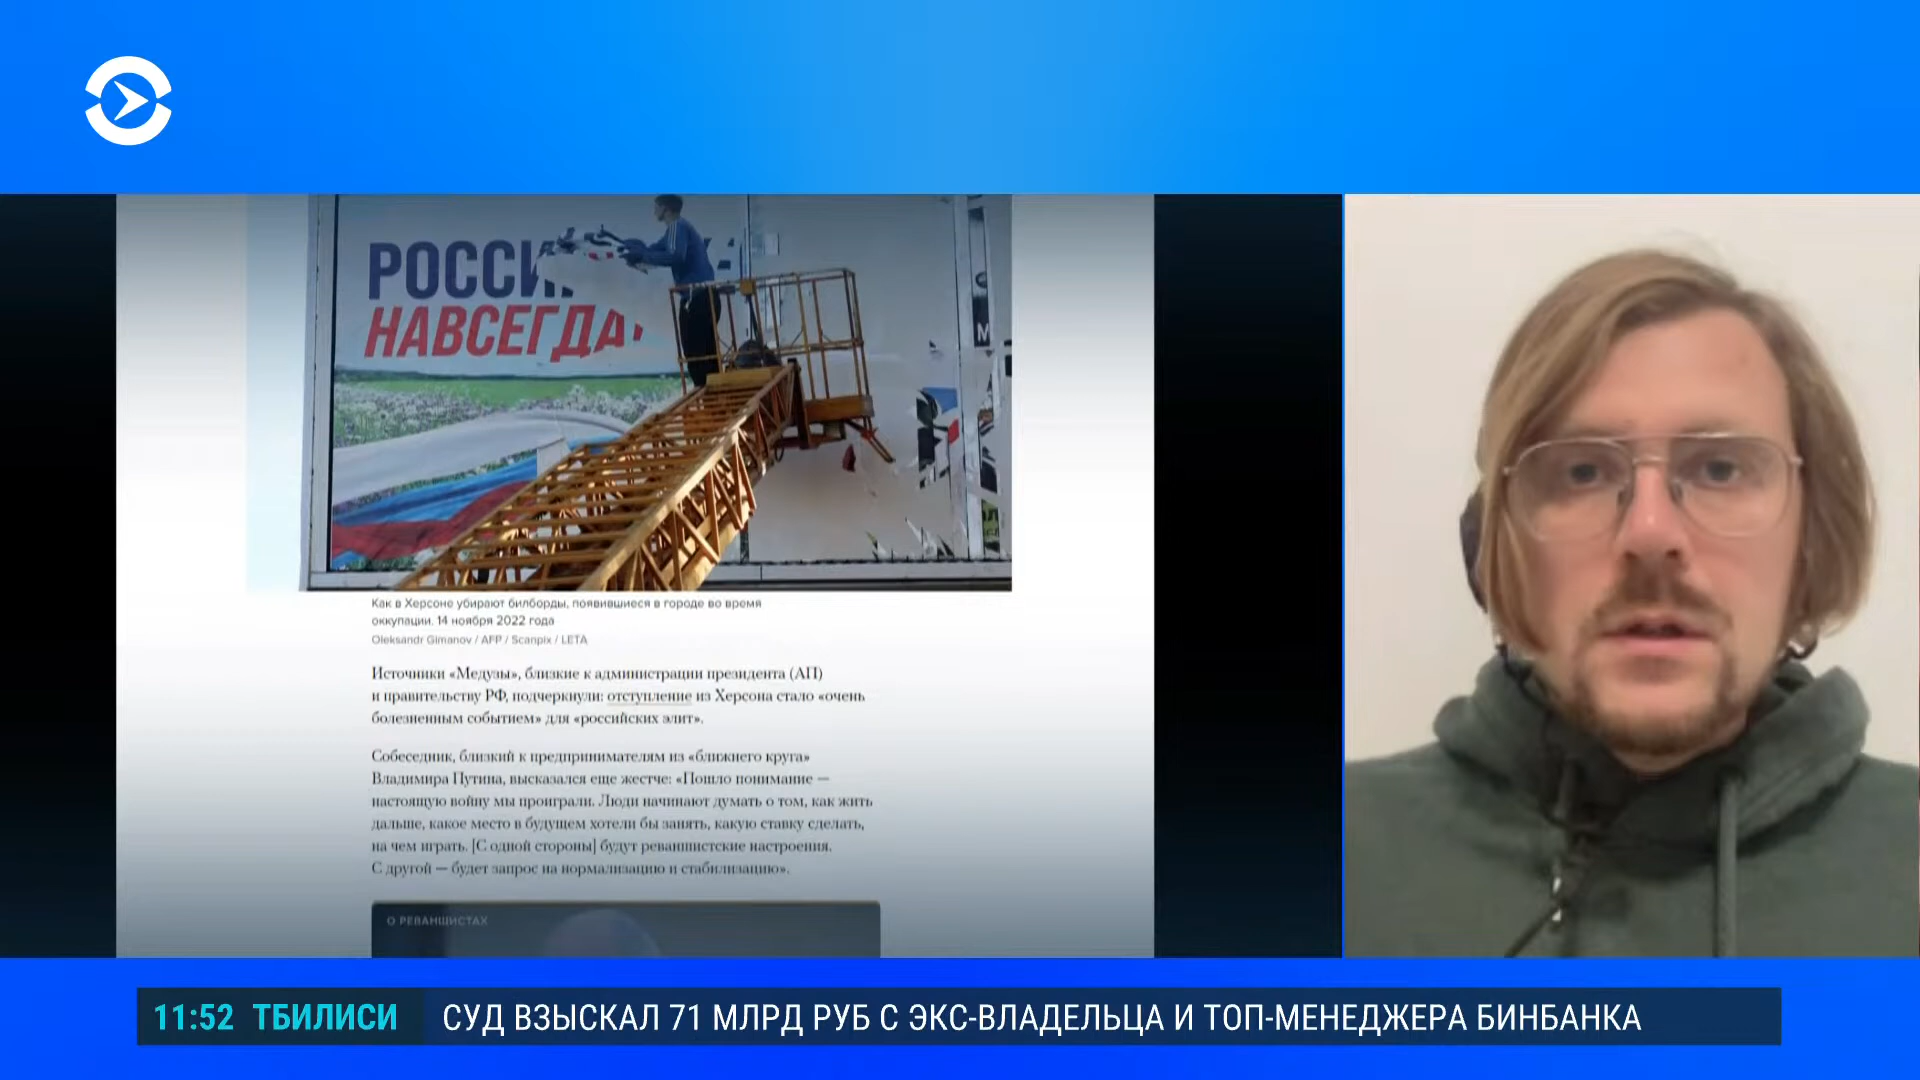 РОССИ
НАВСЕГДА!
М
Как в Херсоне убирают билборды, появившиеся в городе во время
оккупации. 14 ноября 2022 года
Oleksandr Gimanov / AFP / Scanpix / LETA
Источники «Медузы», близкие к администрации президента (АП)
и правительству РФ, подчеркнули: отступление из Херсона стало «очень
болезненным событием» для «российских элит».
Собеседник, близкий к предпринимателям из «ближнего круга»
Владимира Путина, высказался еще жестче: «Пошло понимание —
настоящую войну мы проиграли. Люди начинают думать о том, как жить
дальше, какое место в будущем хотели бы занять, какую ставку сделать,
на чем играть. [С одной стороны] будут реваншистские настроения.
С другой — будет запрос на нормализацию и стабилизацию».
О РЕВАНШИСТАХ
11:52 ТБИЛИСИ СУД ВЗЫСКАЛ 71 МЛРД РУБ С ЭКС-ВЛАДЕЛЬЦА И ТОП-МЕНЕДЖЕРА БИНБАНКА